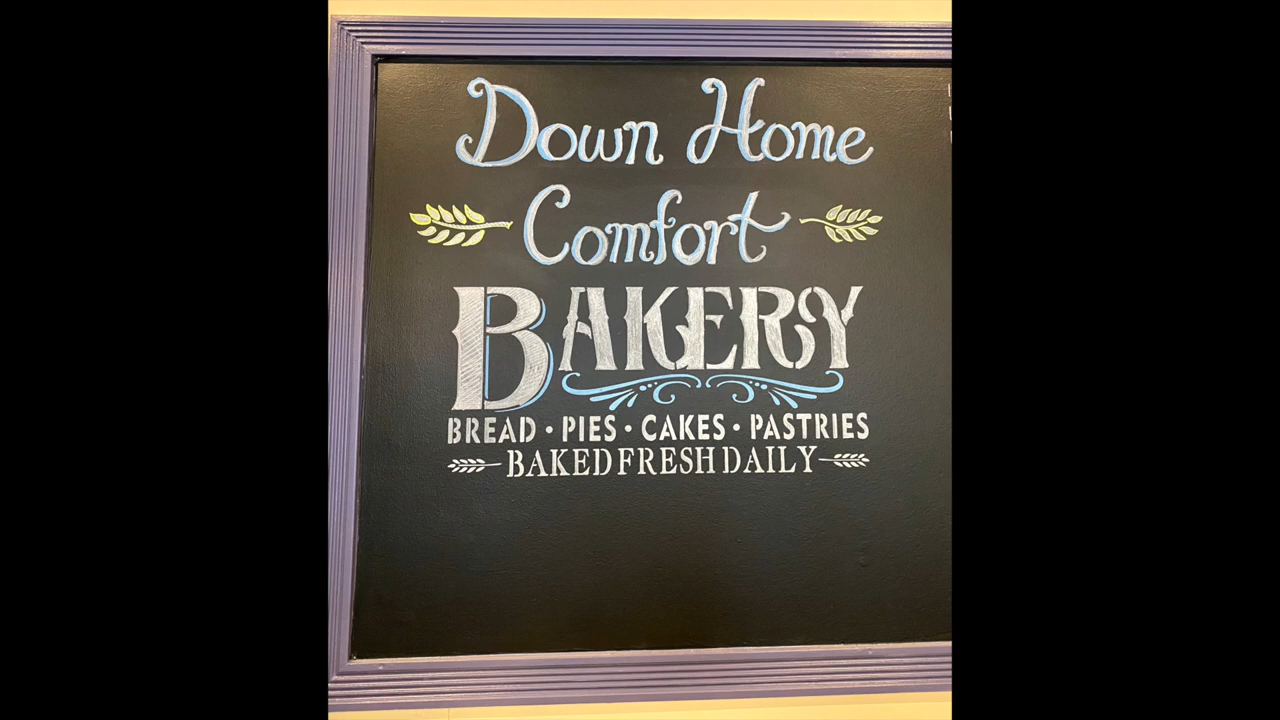 Down Home
Comfort
BAKERY
BREAD • PIES • CAKES • PASTRIES
BAKED FRESH DAILY